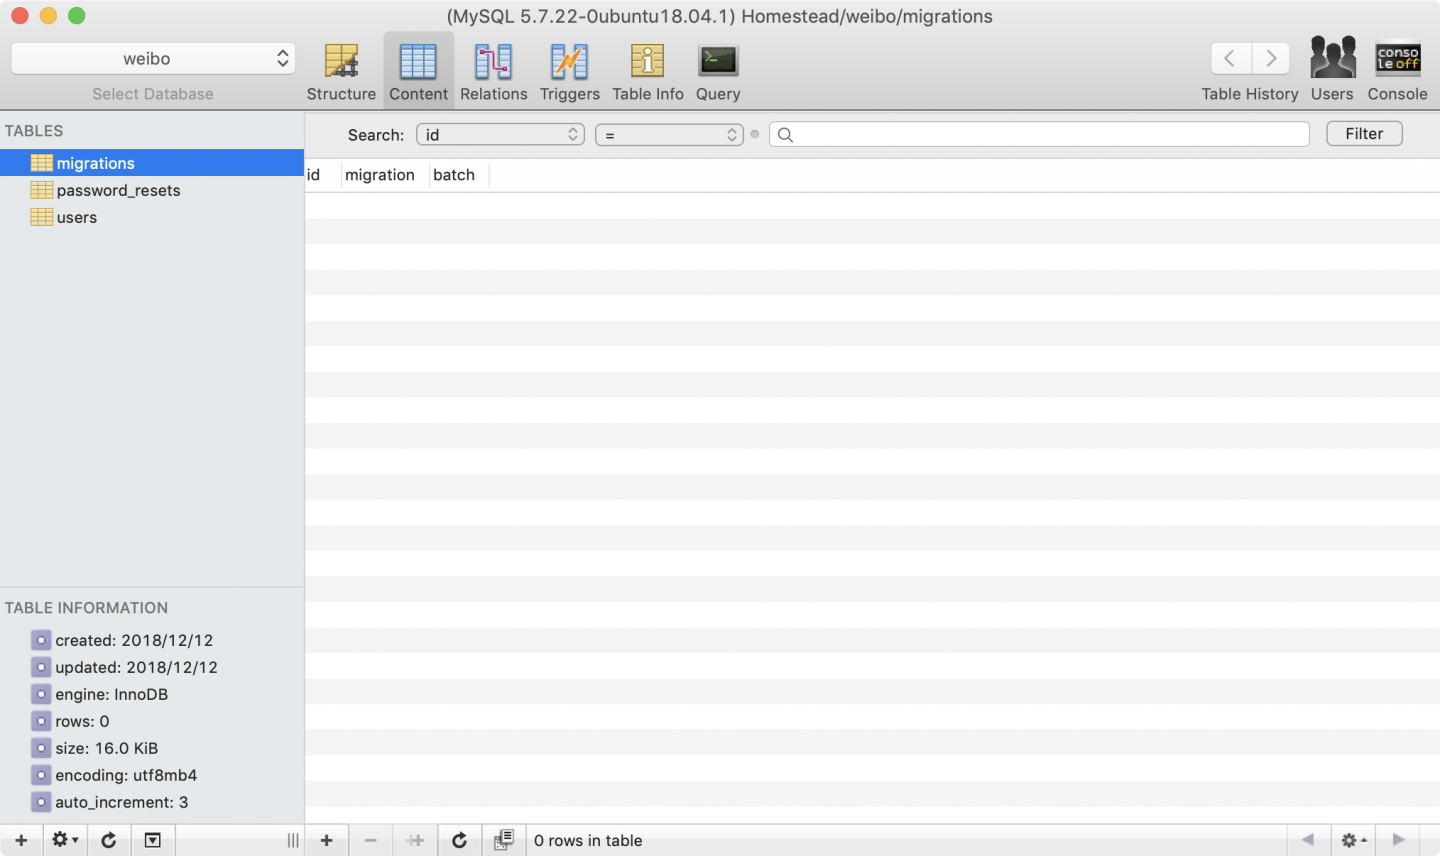 (MySQL 5.7.22-0ubuntu18.04.1) Homestead/weibo/migrations
weibo
Select Database
Structure
Content
Relations
Triggers
Table Info
Query
Table History
Users
conso
le off
Console
TABLES
migrations
password_resets
users
Search:
id
=
Filter
id
migration
batch
TABLE INFORMATION
created: 2018/12/12
updated: 2018/12/12
engine: InnoDB
rows: 0
size: 16.0 KiB
encoding: utf8mb4
auto_increment: 3
0 rows in table